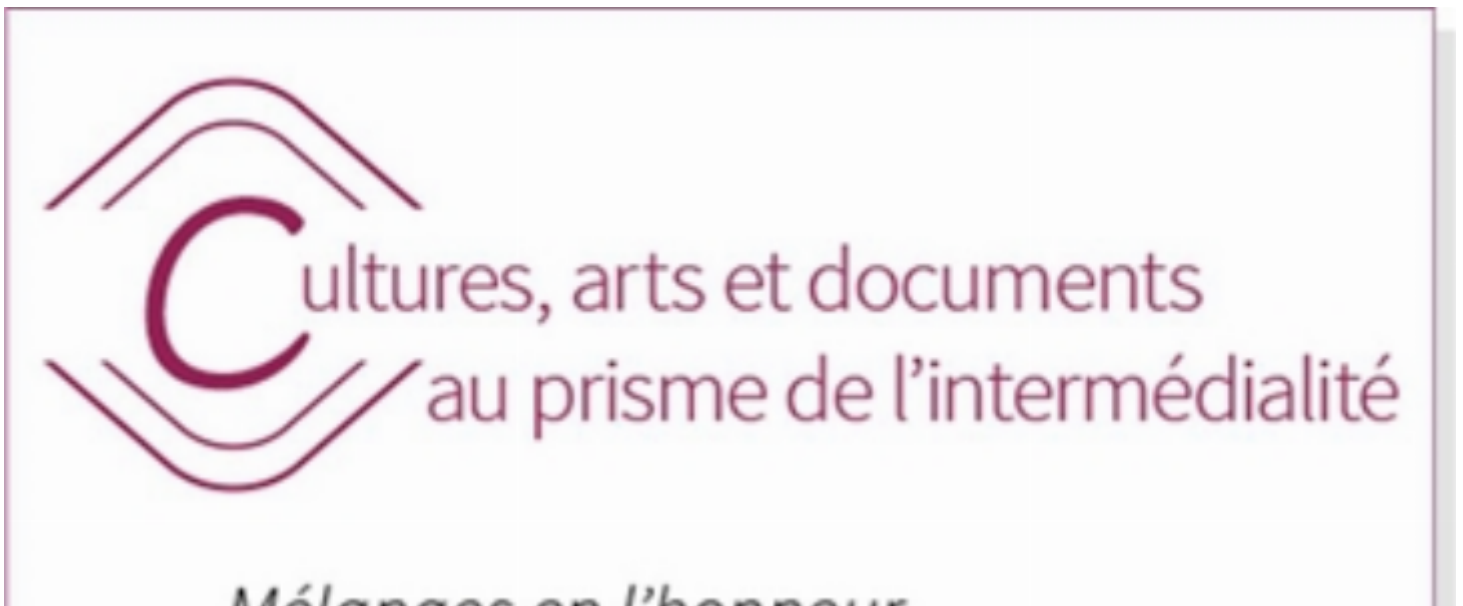 Cultures, arts et documents
au prisme de l’intermédialité
Mélanges en l’honneur